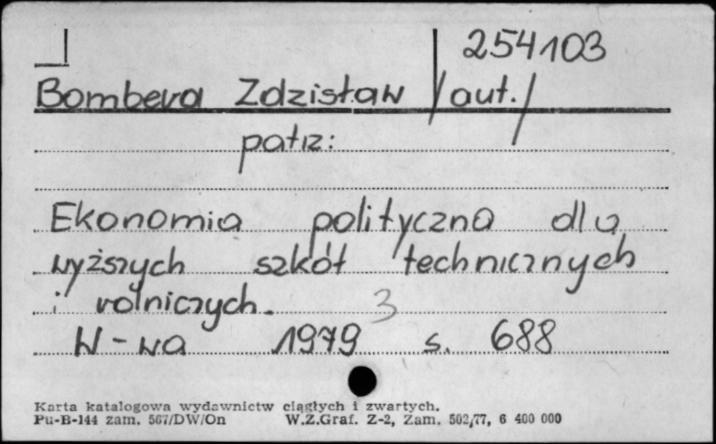 254103
Bombera Zdzisław /aut./
patrz:
Ekonomia polityczna dla
wyższych szkół technicznych
i rolniczych. 3
W-wa 1979 s. 688
Karta katalogowa wydawnictw ciągłych i zwartych.
Pu-B-144 zam. 567/DW/On W.Z.Graf. Z-2, Zam. 502/77, 6 400 000